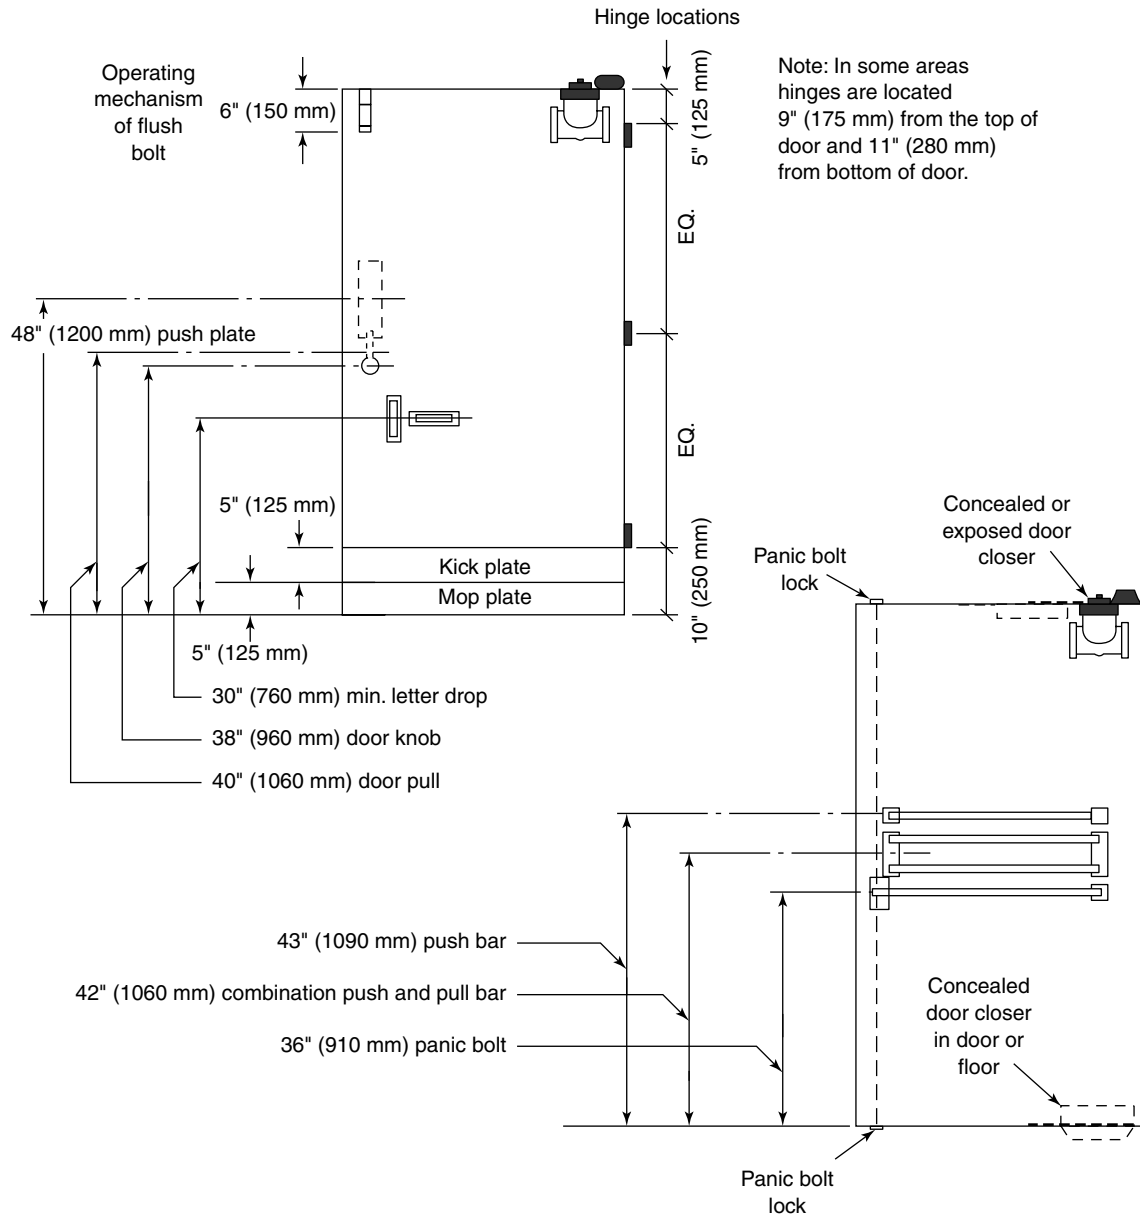 Hinge locations
Operating
mechanism
of flush
bolt
6" (150 mm)
5" (125 mm)
Note: In some areas
hinges are located
9" (175 mm) from the top of
door and 11" (280 mm)
from bottom of door.
EQ.
48" (1200 mm) push plate
EQ.
5" (125 mm)
Kick plate
Mop plate
10" (250 mm)
5" (125 mm)
30" (760 mm) min. letter drop
38" (960 mm) door knob
40" (1060 mm) door pull
Concealed or
exposed door
closer
Panic bolt
lock
43" (1090 mm) push bar
42" (1060 mm) combination push and pull bar
36" (910 mm) panic bolt
Concealed
door closer
in door or
floor
Panic bolt
lock